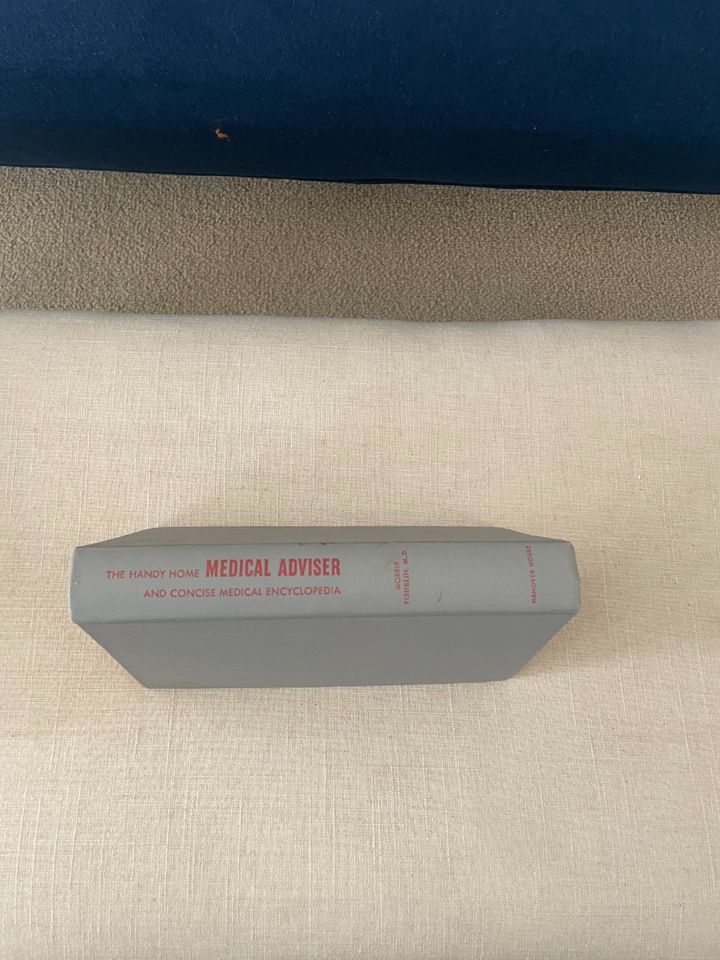 THE HANDY HOME MEDICAL ADVISER
AND CONCISE MEDICAL ENCYCLOPEDIA
MORRIS
FISHBEIN, M.D.
HANOVER HOUSE